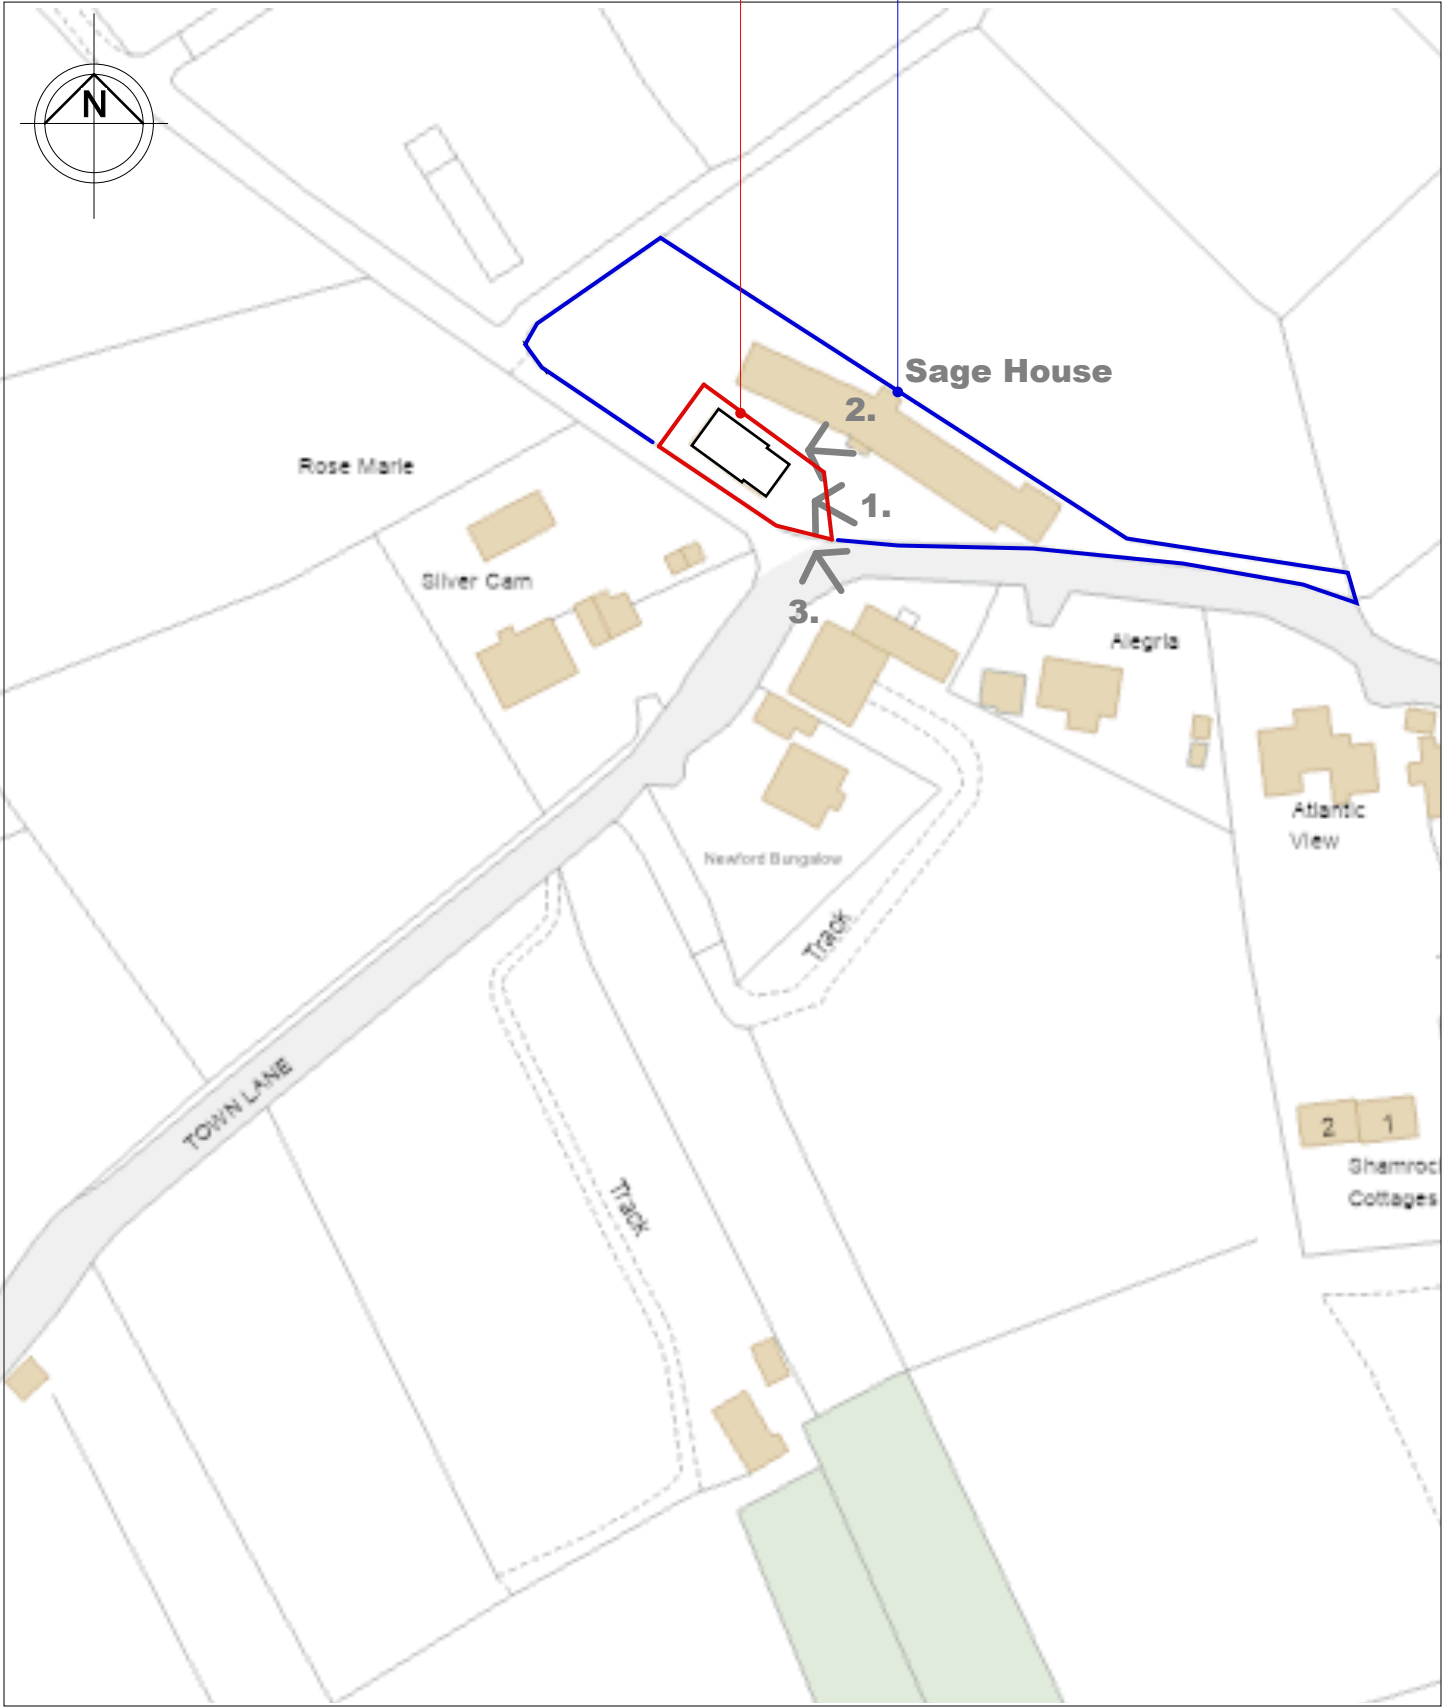 N
Sage House
2.
Rose Marie
1.
Silver Carn
3.
Alegria
Atlantic
View
Newford Bungalow
Track
TOWN LANE
2
1
Shamroc
Cottages
Track